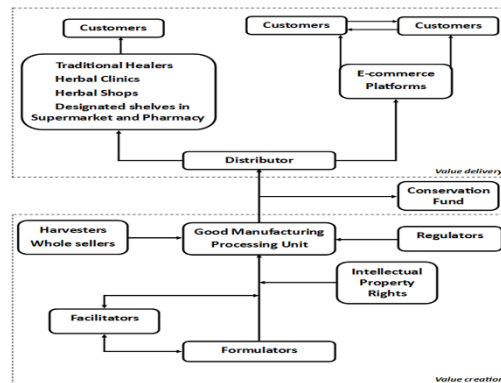 Customers
Customers
Customers
Traditional Healers
Herbal Clinics
Herbal Shops
Designated shelves in
Supermarket and Pharmacy
E-commerce
Platforms
Distributor
Value delivery
Conservation
Fund
Harvesters
Whole sellers
Good Manufacturing
Processing Unit
Regulators
Intellectual
Property
Rights
Facilitators
Formulators
Value creation